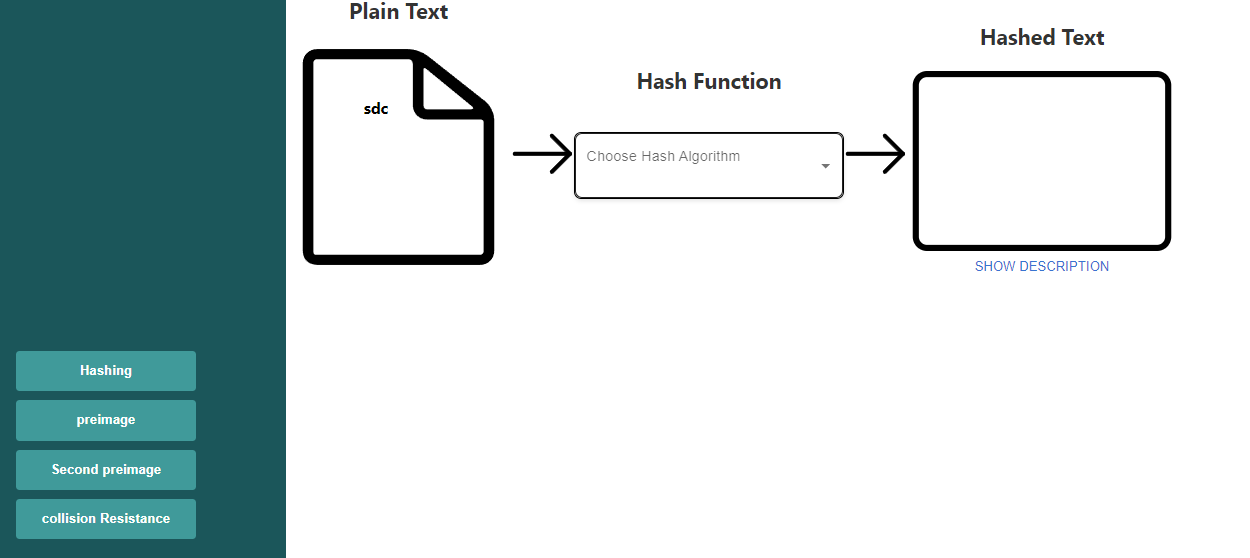 Plain Text
Hashed Text
Hash Function
sdc
Choose Hash Algorithm
SHOW DESCRIPTION
Hashing
preimage
Second preimage
collision Resistance